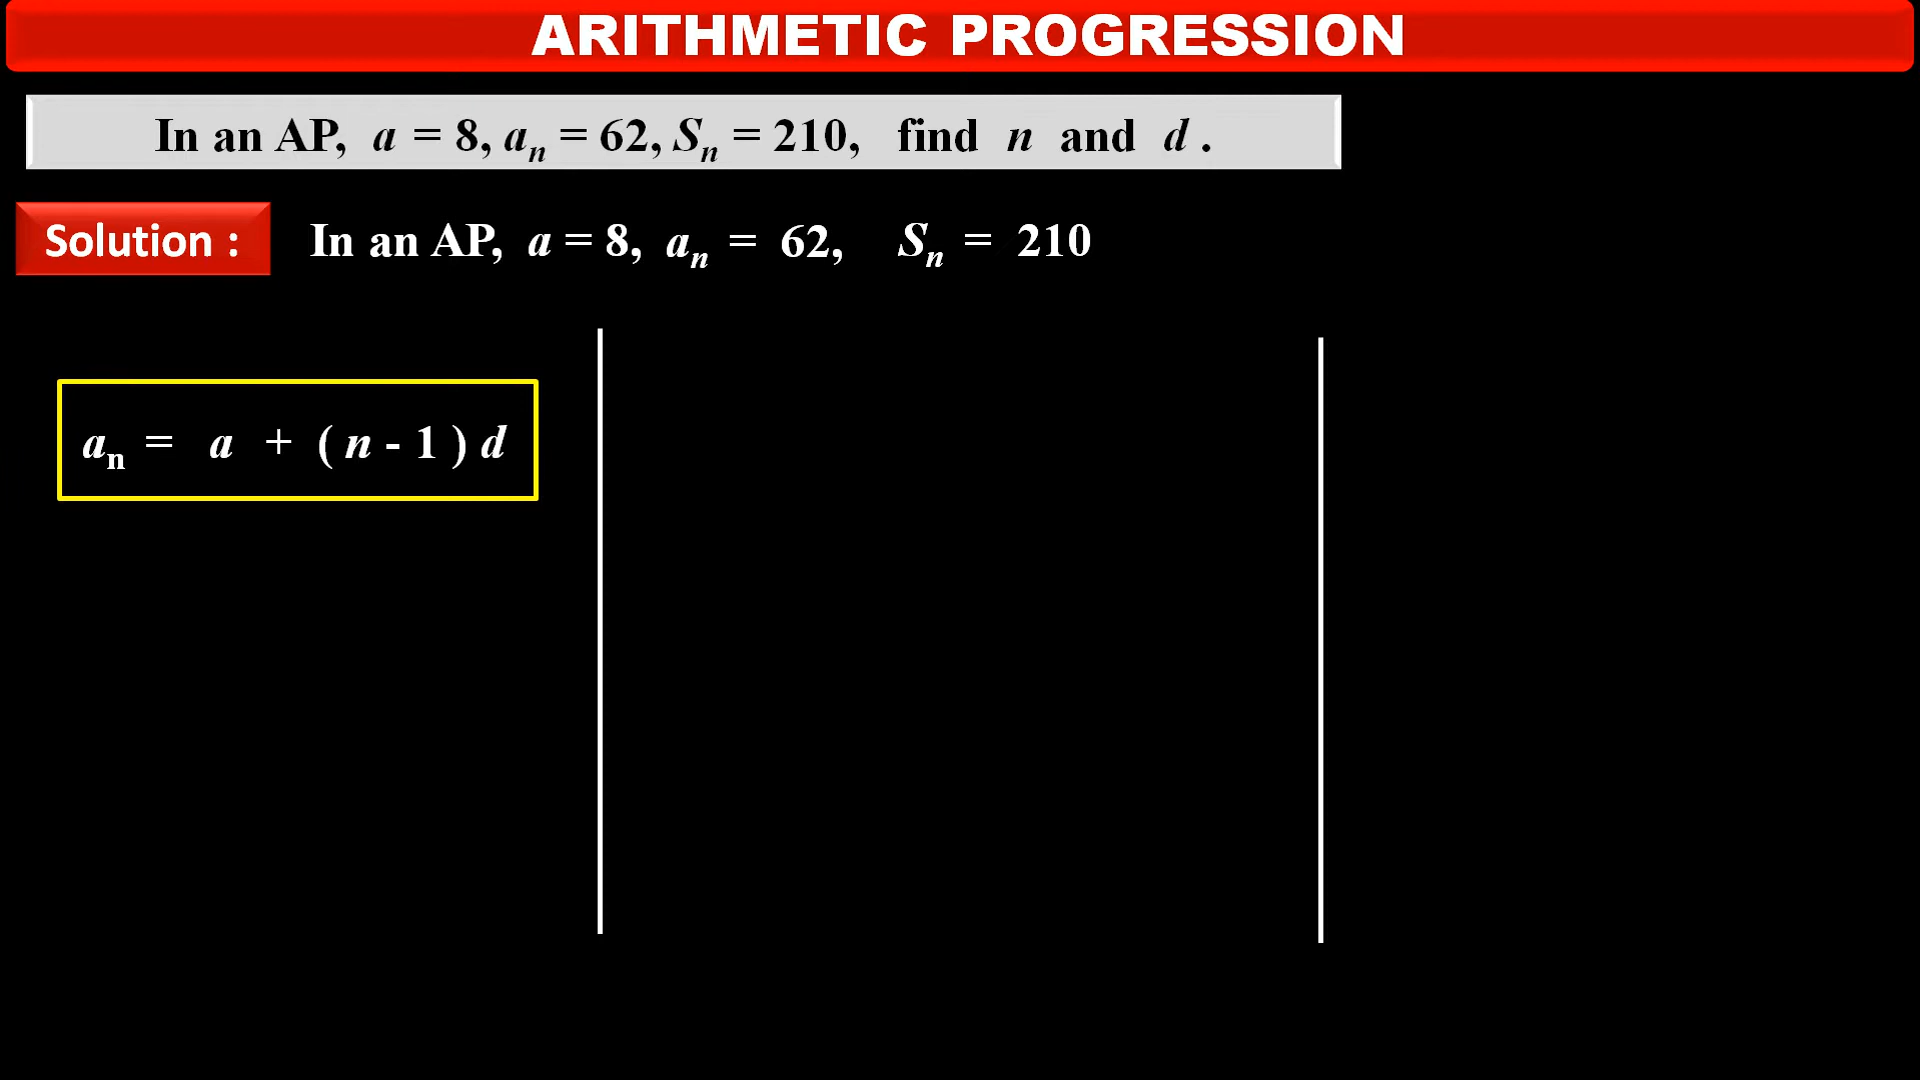 ARITHMETIC PROGRESSION
In an AP, a = 8, aₙ = 62, Sₙ = 210, find n and d .
Solution : In an AP, a = 8, aₙ = 62, Sₙ = 210
aₙ = a + ( n - 1 ) d